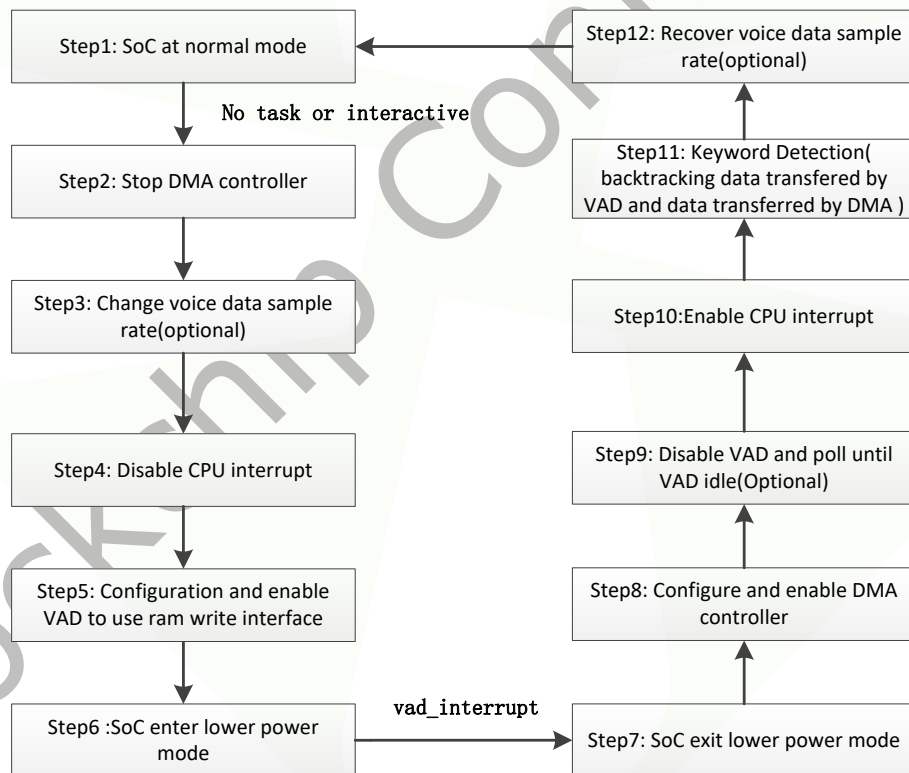 Step1: SoC at normal mode
No task or interactive
Step2: Stop DMA controller
Step3: Change voice data sample
rate(optional)
Step4: Disable CPU interrupt
Step5: Configuration and enable
VAD to use ram write interface
Step6 :SoC enter lower power
mode
vad_interrupt
Step7: SoC exit lower power mode
Step8: Configure and enable DMA
controller
Step9: Disable VAD and poll until
VAD idle(Optional)
Step10:Enable CPU interrupt
Step11: Keyword Detection(
backtracking data transfered by
VAD and data transferred by DMA )
Step12: Recover voice data sample
rate(optional)